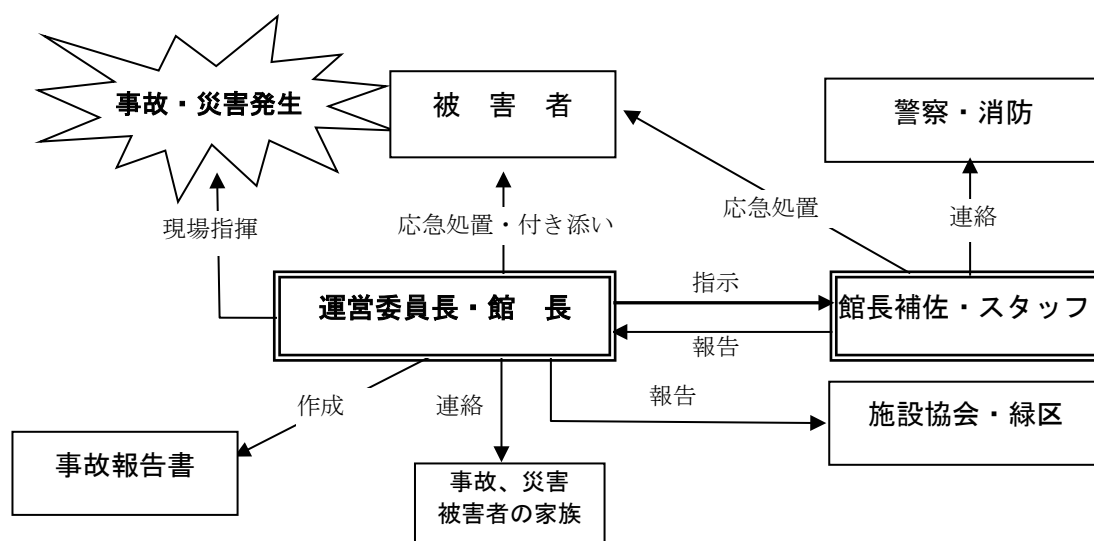 事故・災害発生
被　害　者
警察・消防
現場指揮
応急処置・付き添い
応急処置
連絡
運営委員長・館　長
指示
報告
館長補佐・スタッフ
作成
連絡
報告
施設協会・緑区
事故報告書
事故、災害
被害者の家族